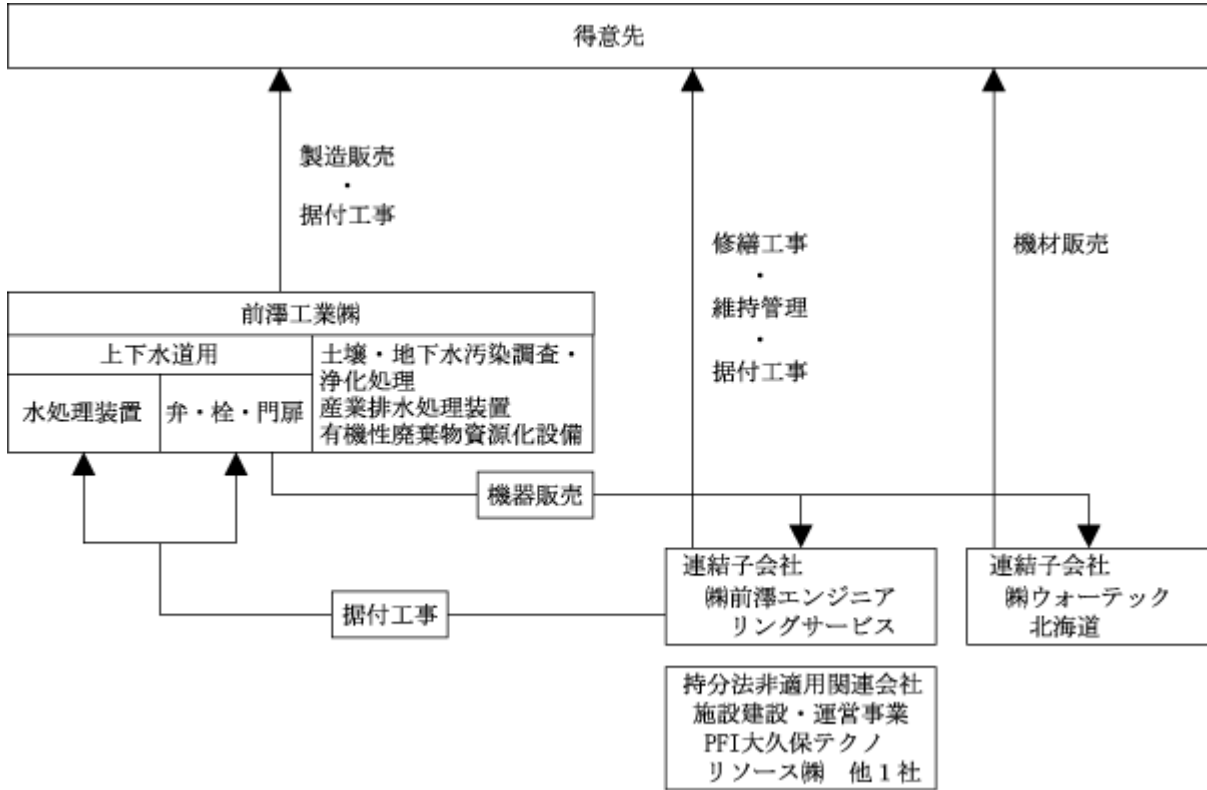 得意先
製造販売
・
据付工事
修繕工事
・
維持管理
・
据付工事
機材販売
前澤工業㈱
上下水道用
水処理装置
弁・栓・門扉
土壌・地下水汚染調査・
浄化処理
産業排水処理装置
有機性廃棄物資源化設備
機器販売
据付工事
連結子会社
㈱前澤エンジニア
リングサービス
連結子会社
㈱ウォーテック
北海道
持分法非適用関連会社
施設建設・運営事業
PFI大久保テクノ
リソース㈱　他１社